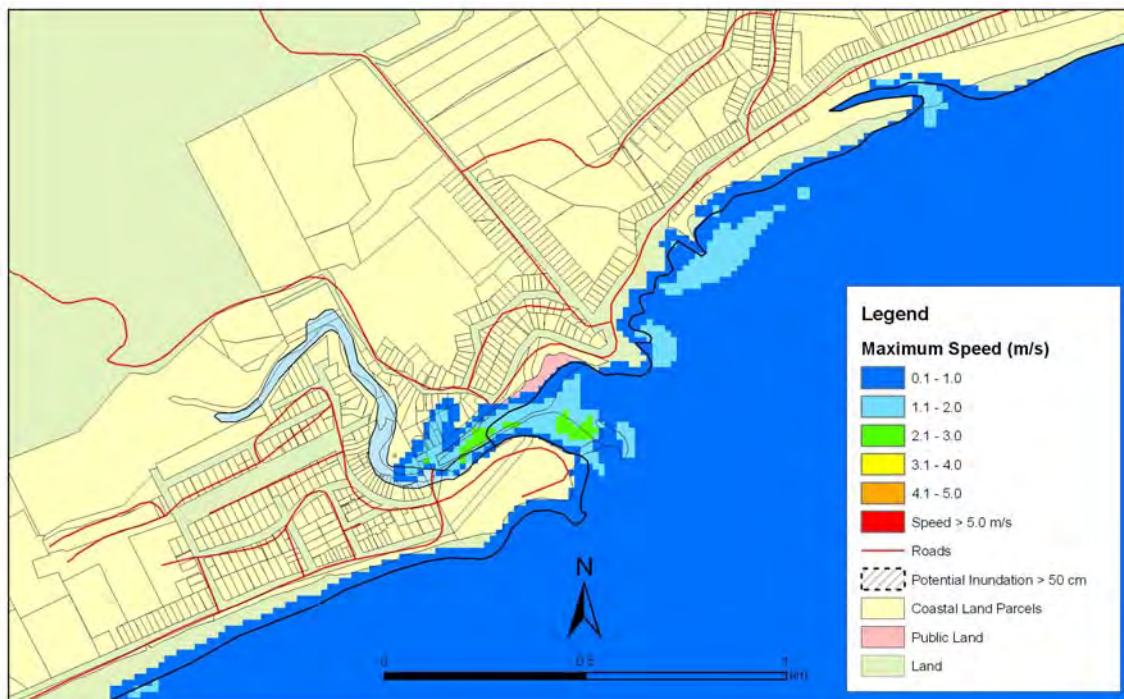 Legend
Maximum Speed (m/s)
0.1 - 1.0
1.1 - 2.0
2.1 - 3.0
3.1 - 4.0
4.1 - 5.0
Speed > 5.0 m/s
Roads
Potential Inundation > 50 cm
Coastal Land Parcels
Public Land
Land
N
0 0.5 1